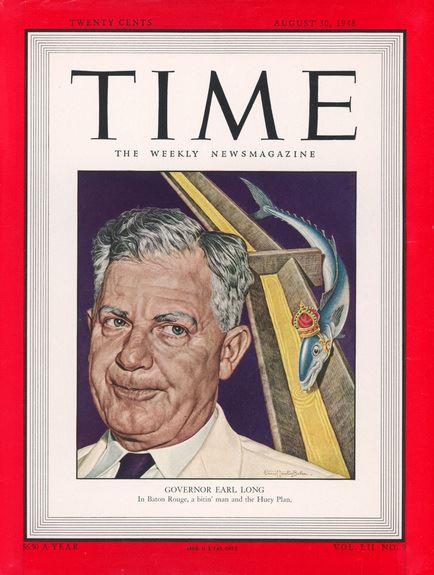 TWENTY CENTS
AUGUST 30, 1948
TIME
THE WEEKLY NEWSMAGAZINE
GOVERNOR EARL LONG
In Baton Rouge, a bitin' man and the Huey Plan.
$6.50 A YEAR
VOL. LII NO. 9